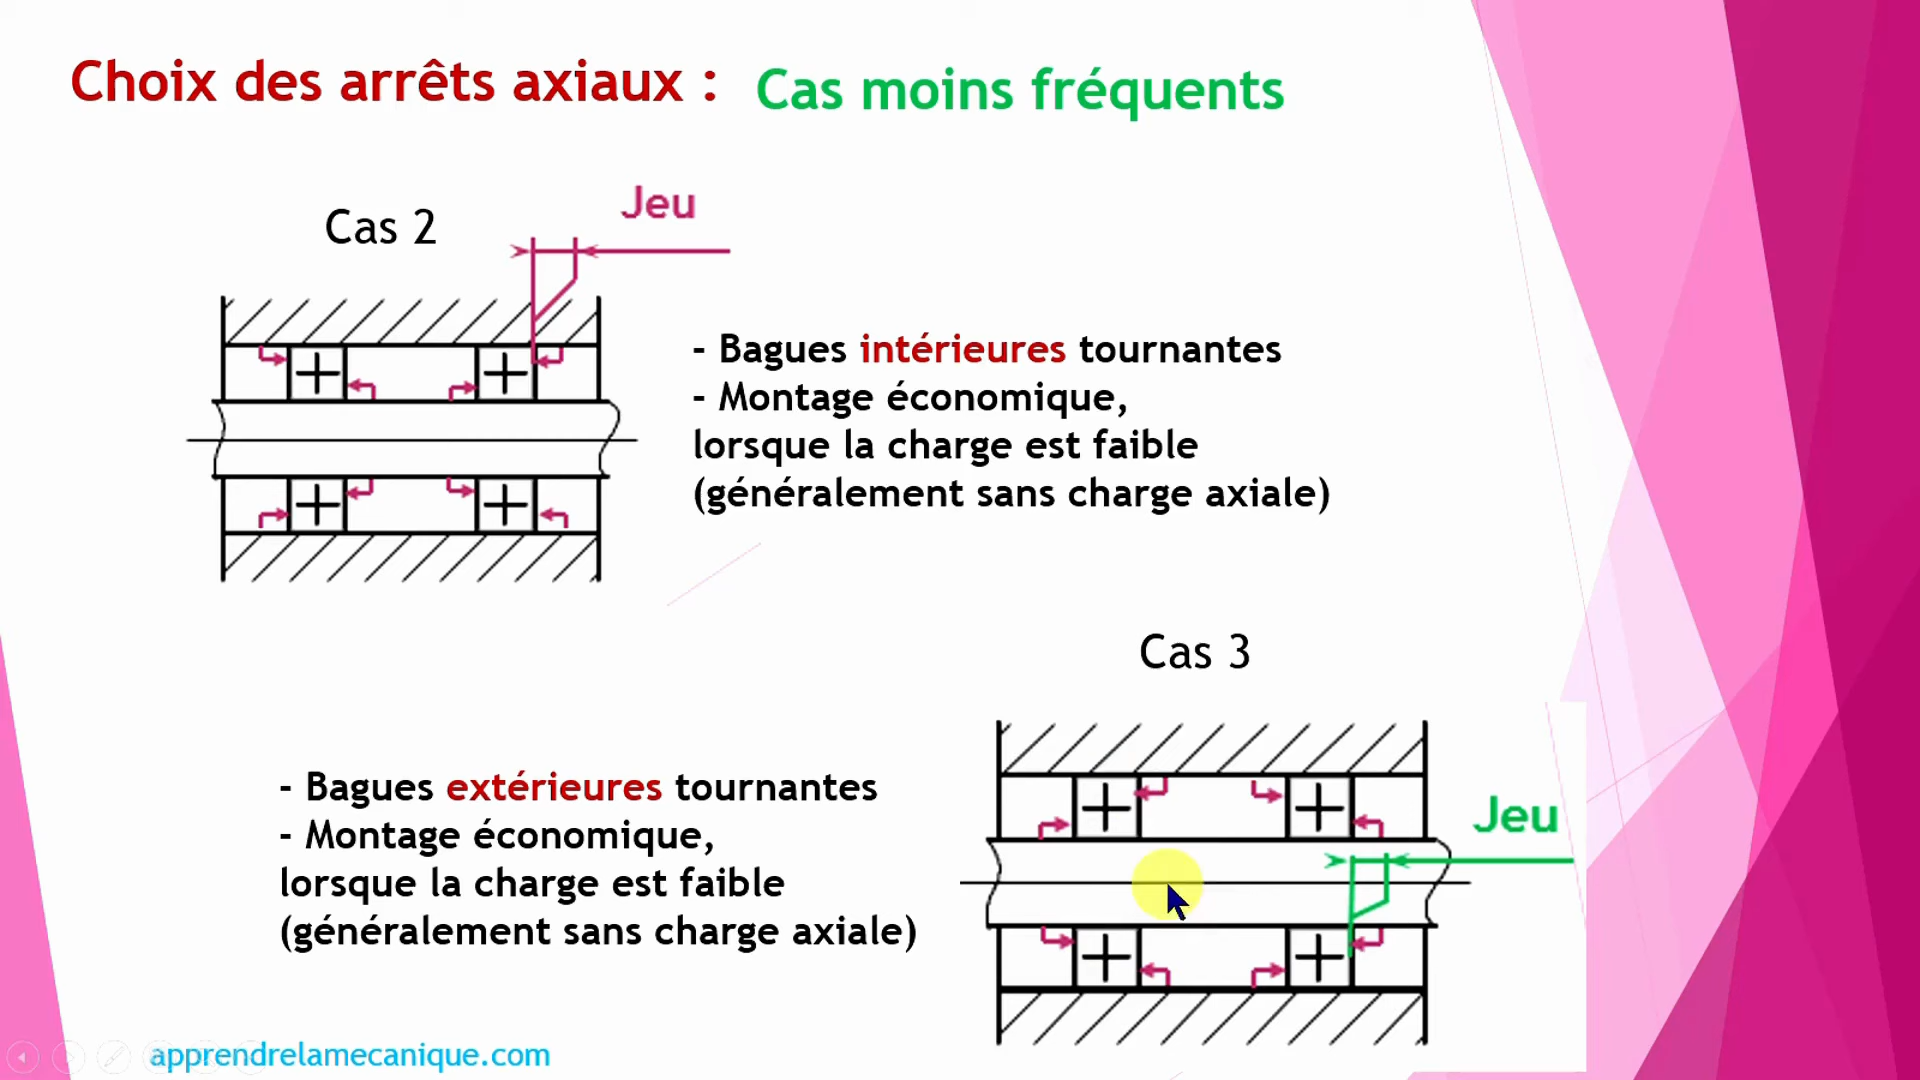 Choix des arrêts axiaux : Cas moins fréquents
Cas 2
Jeu
- Bagues intérieures tournantes
- Montage économique,
lorsque la charge est faible
(généralement sans charge axiale)
Cas 3
- Bagues extérieures tournantes
- Montage économique,
lorsque la charge est faible
(généralement sans charge axiale)
Jeu
apprendrelamecanique.com